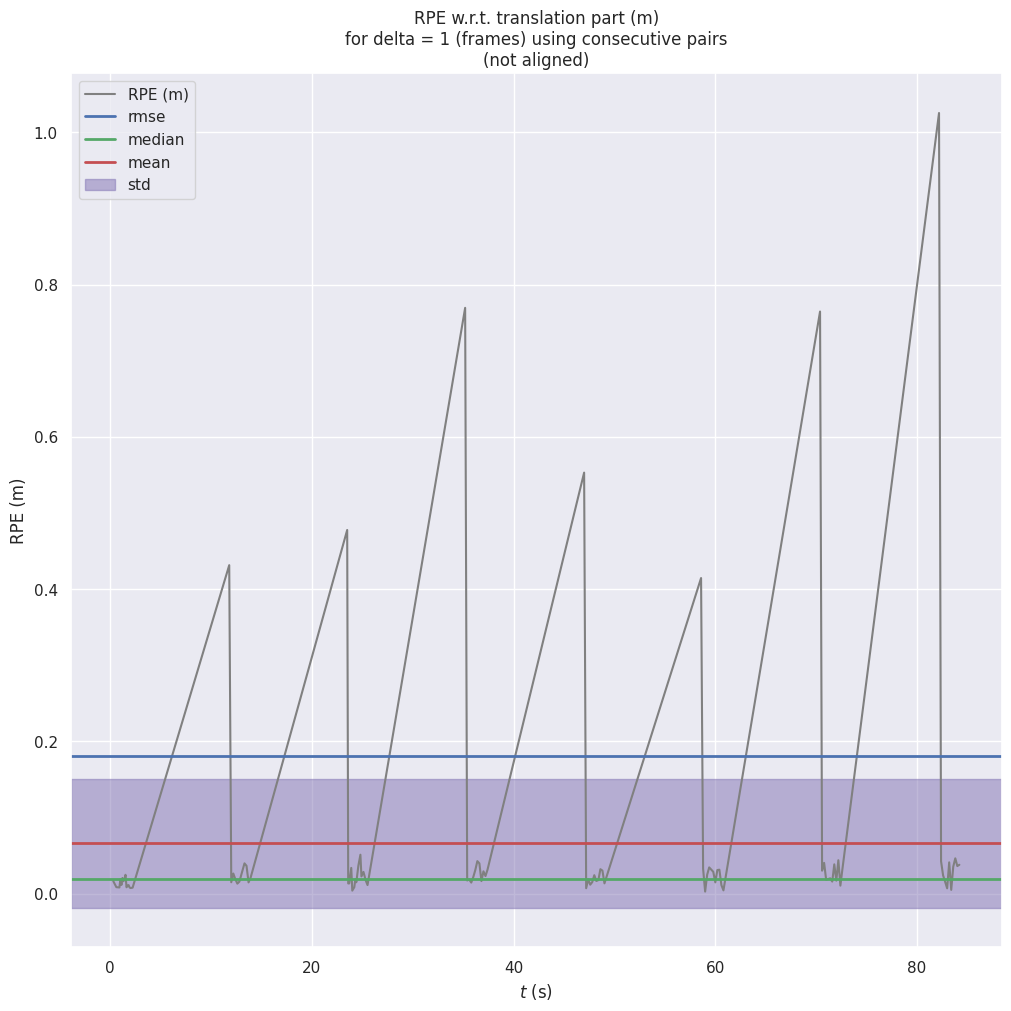 RPE w.r.t. translation part (m)
for delta = 1 (frames) using consecutive pairs
(not aligned)
RPE (m)
rmse
median
mean
std
RPE (m)
1.0
0.8
0.6
0.4
0.2
0.0
0
20
40
60
80
t (s)